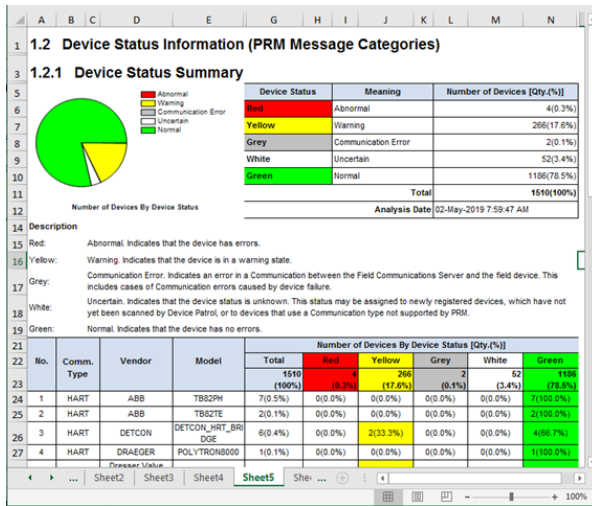 A B C D E G H I J K L M N
1 1.2 Device Status Information (PRM Message Categories)
3 1.2.1 Device Status Summary
5 Device Status Meaning Number of Devices [Qty.(%)]
6 Red Abnormal 4(0.3%)
7 Yellow Warning 266(17.6%)
8 Grey Communication Error 2(0.1%)
9 White Uncertain 52(3.4%)
10 Green Normal 1186(78.5%)
11 Total 1510(100%)
12 Analysis Date 02-May-2019 7:59:47 AM
Abnormal
Warning
Communication Error
Uncertain
Normal
Number of Devices By Device Status
14 Description
15 Red: Abnormal. Indicates that the device has errors.
16 Yellow: Warning. Indicates that the device is in a warning state.
17 Grey: Communication Error. Indicates an error in a Communication between the Field Communications Server and the field device. This
includes cases of Communication errors caused by device failure.
18 White: Uncertain. Indicates that the device status is unknown. This status may be assigned to newly registered devices, which have not
yet been scanned by Device Patrol, or to devices that use a Communication type not supported by PRM.
19 Green: Normal. Indicates that the device has no errors.
21 Number of Devices By Device Status [Qty.(%)]
22 No. Comm. Type Vendor Model Total Red Yellow Grey White Green
23 1510 4 266 2 52 1186
(100%) (0.3%) (17.6%) (0.1%) (3.4%) (78.5%)
24 1 HART ABB TB82PH 7(0.5%) 0(0.0%) 0(0.0%) 0(0.0%) 0(0.0%) 7(100.0%)
25 2 HART ABB TB82TE 2(0.1%) 0(0.0%) 0(0.0%) 0(0.0%) 0(0.0%) 2(100.0%)
26 3 HART DETCON DETCON_HRT_BRI
DGE 6(0.4%) 0(0.0%) 2(33.3%) 0(0.0%) 0(0.0%) 4(66.7%)
27 4 HART DRAEGER POLYTRON8000 1(0.1%) 0(0.0%) 0(0.0%) 0(0.0%) 0(0.0%) 1(100.0%)
Dresser Valve
... Sheet2 Sheet3 Sheet4 Sheet5 She ...
100%